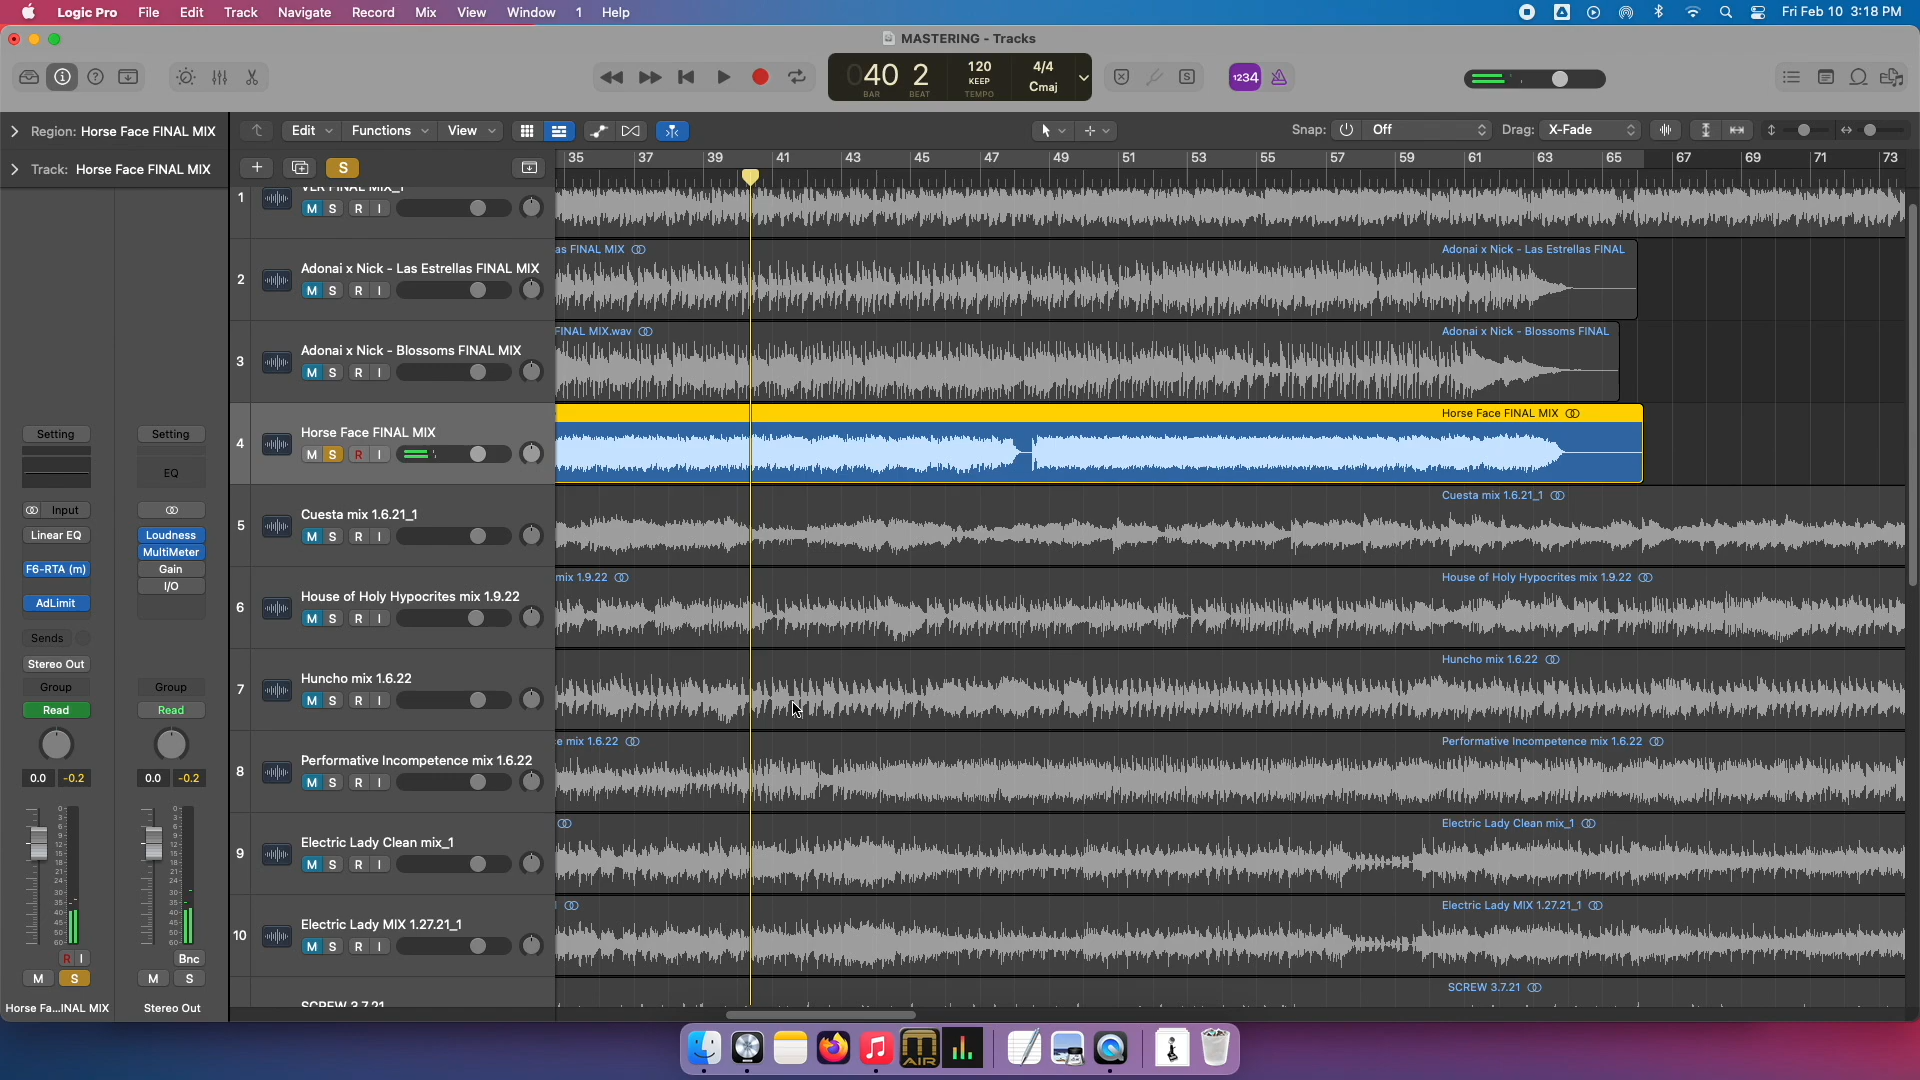 Logic Pro File Edit Track Navigate Record Mix View Window 1 Help
Fri Feb 10 3:18 PM
MASTERING - Tracks
40 2 120 4/4
KEEP Cmaj
BAR BEAT TEMPO
1234
Region: Horse Face FINAL MIX
Track: Horse Face FINAL MIX
Edit Functions View
Snap: Off Drag: X-Fade
S
35 37 39 41 43 45 47 49 51 53 55 57 59 61 63 65 67 69 71 73
1 VER FINAL MIX_1
M S R I
as FINAL MIX
Adonai x Nick - Las Estrellas FINAL
2 Adonai x Nick - Las Estrellas FINAL MIX
M S R I
FINAL MIX.wav
Adonai x Nick - Blossoms FINAL
3 Adonai x Nick - Blossoms FINAL MIX
M S R I
Horse Face FINAL MIX
4 Horse Face FINAL MIX
M S R I
Cuesta mix 1.6.21_1
5 Cuesta mix 1.6.21_1
M S R I
mix 1.9.22
House of Holy Hypocrites mix 1.9.22
6 House of Holy Hypocrites mix 1.9.22
M S R I
Huncho mix 1.6.22
7 Huncho mix 1.6.22
M S R I
e mix 1.6.22
Performative Incompetence mix 1.6.22
8 Performative Incompetence mix 1.6.22
M S R I
Electric Lady Clean mix_1
9 Electric Lady Clean mix_1
M S R I
Electric Lady MIX 1.27.21_1
10 Electric Lady MIX 1.27.21_1
M S R I
SCREW 3.7.21
SCREW 3.7.21
Setting Setting
EQ
Input
Linear EQ Loudness
MultiMeter
F6-RTA (m) Gain
I/O
AdLimit
Sends
Stereo Out
Group Group
Read Read
0.0 -0.2 0.0 -0.2
R I Bnc
M S M S
Horse Fa...INAL MIX Stereo Out
AIR